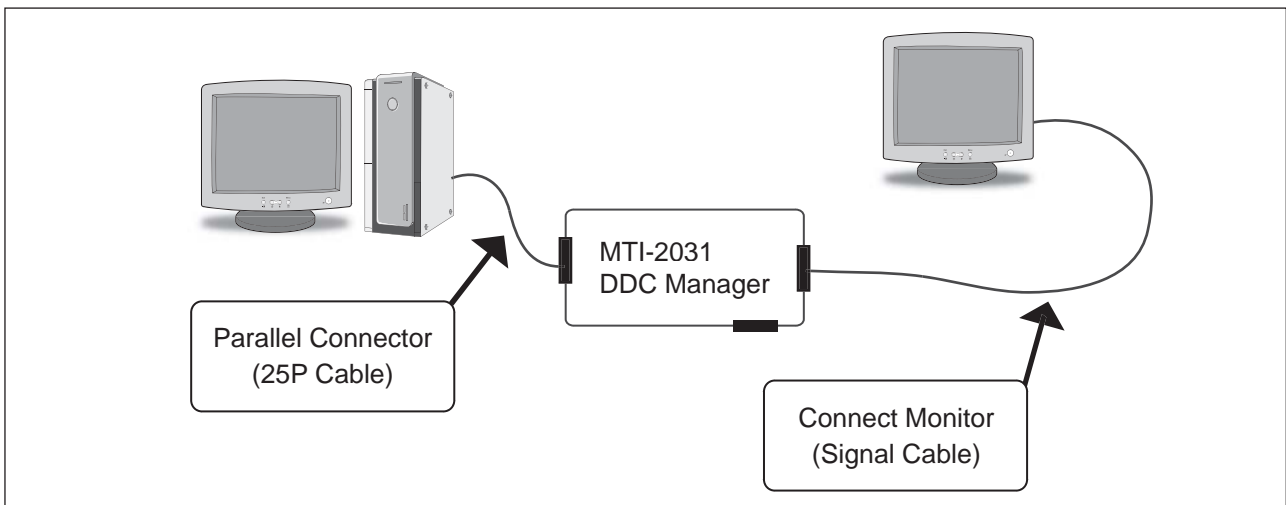 MTI-2031
DDC Manager
Parallel Connector
(25P Cable)
Connect Monitor
(Signal Cable)